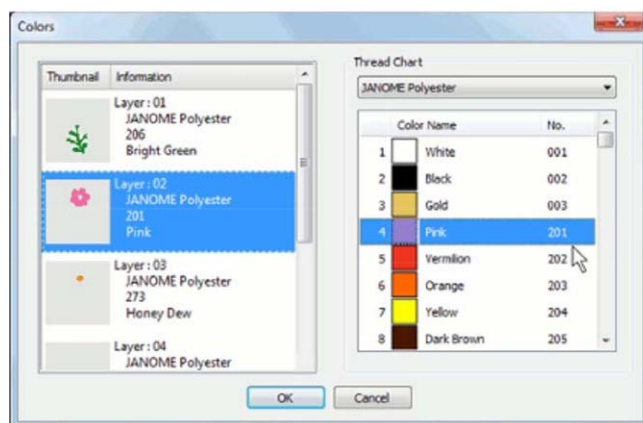 Colors
Thumbnail Information
Layer : 01
JANOME Polyester
206
Bright Green
Layer : 02
JANOME Polyester
201
Pink
Layer : 03
JANOME Polyester
273
Honey Dew
Layer : 04
JANOME Polyester
Thread Chart
JANOME Polyester
Color Name No.
1 White 001
2 Black 002
3 Gold 003
4 Pink 201
5 Vermilion 202
6 Orange 203
7 Yellow 204
8 Dark Brown 205
OK Cancel